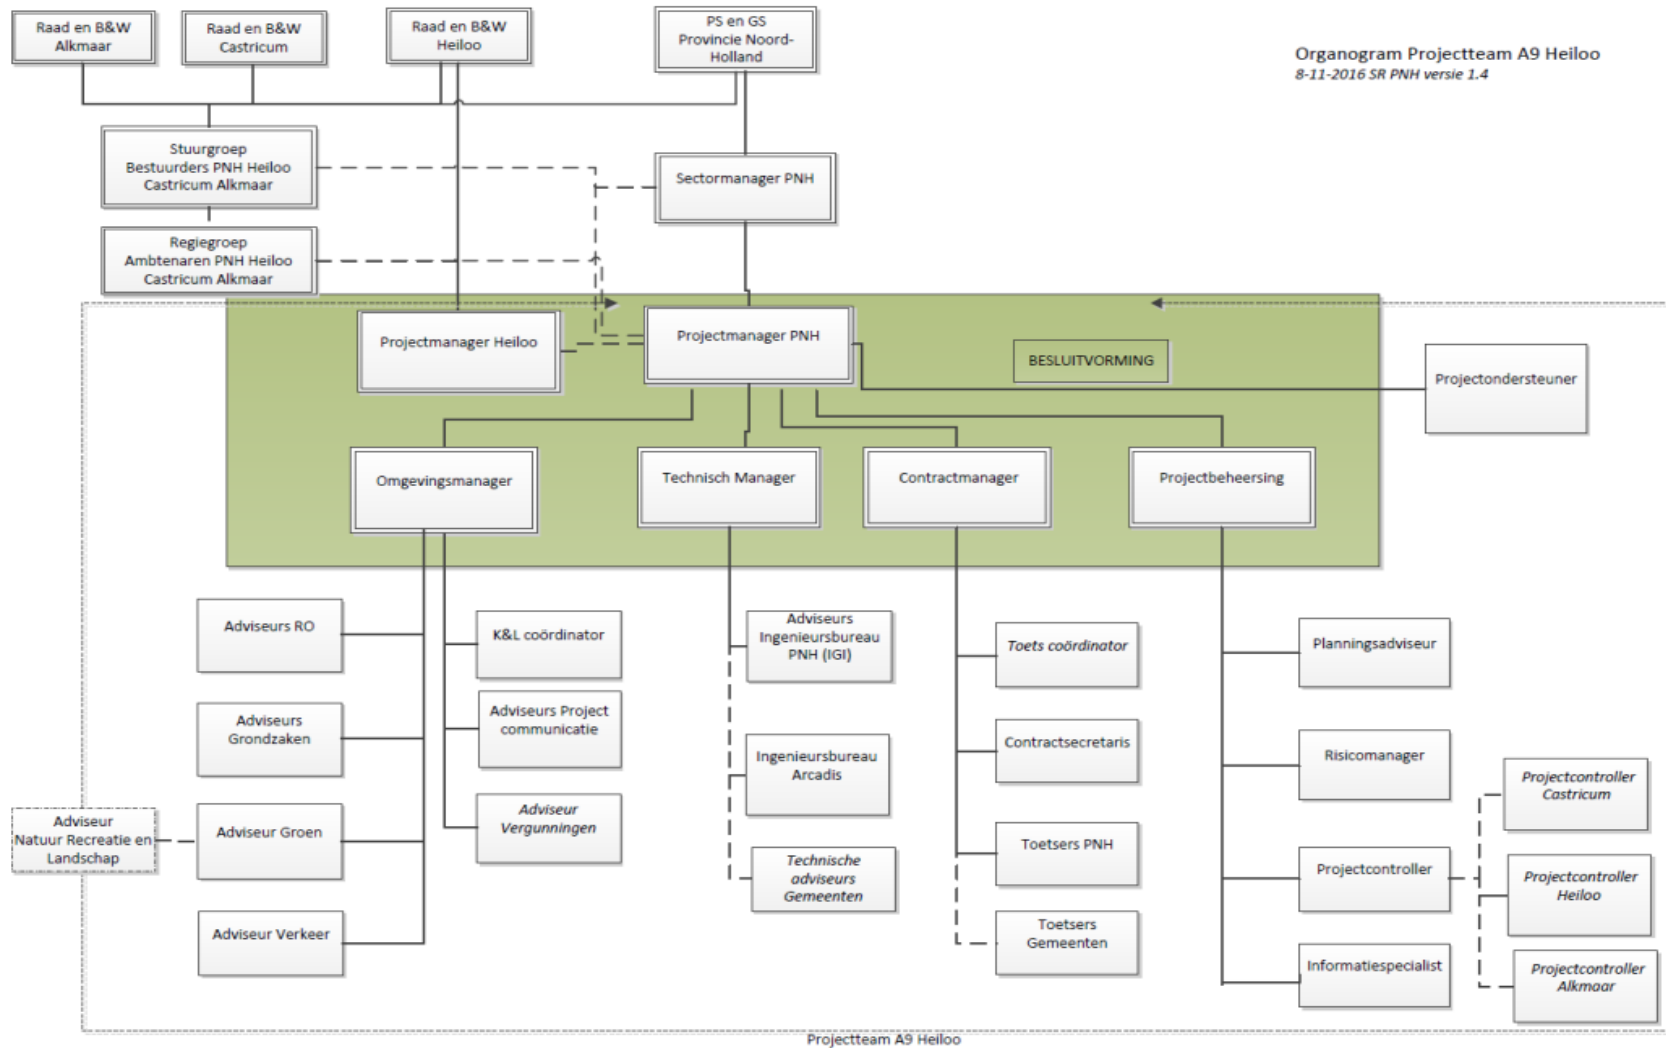 Raad en B&W
Alkmaar
Raad en B&W
Castricum
Raad en B&W
Heiloo
PS en GS
Provincie Noord-
Holland
Organogram Projectteam A9 Heiloo
8-11-2016 SR PNH versie 1.4
Stuurgroep
Bestuurders PNH Heiloo
Castricum Alkmaar
Sectormanager PNH
Regiegroep
Ambtenaren PNH Heiloo
Castricum Alkmaar
Projectmanager Heiloo
Projectmanager PNH
BESLUITVORMING
Projectondersteuner
Omgevingsmanager
Technisch Manager
Contractmanager
Projectbeheersing
Adviseurs RO
K&L coördinator
Adviseurs
Ingenieursbureau
PNH (IGI)
Toets coördinator
Planningsadviseur
Adviseurs
Grondzaken
Adviseurs Project
communicatie
Ingenieursbureau
Arcadis
Contractsecretaris
Risicomanager
Projectcontroller
Castricum
Adviseur
Natuur Recreatie en
Landschap
Adviseur Groen
Adviseur
Vergunningen
Technische
adviseurs
Gemeenten
Toetsers PNH
Projectcontroller
Projectcontroller
Heiloo
Adviseur Verkeer
Toetsers
Gemeenten
Informatiespecialist
Projectcontroller
Alkmaar
Projectteam A9 Heiloo